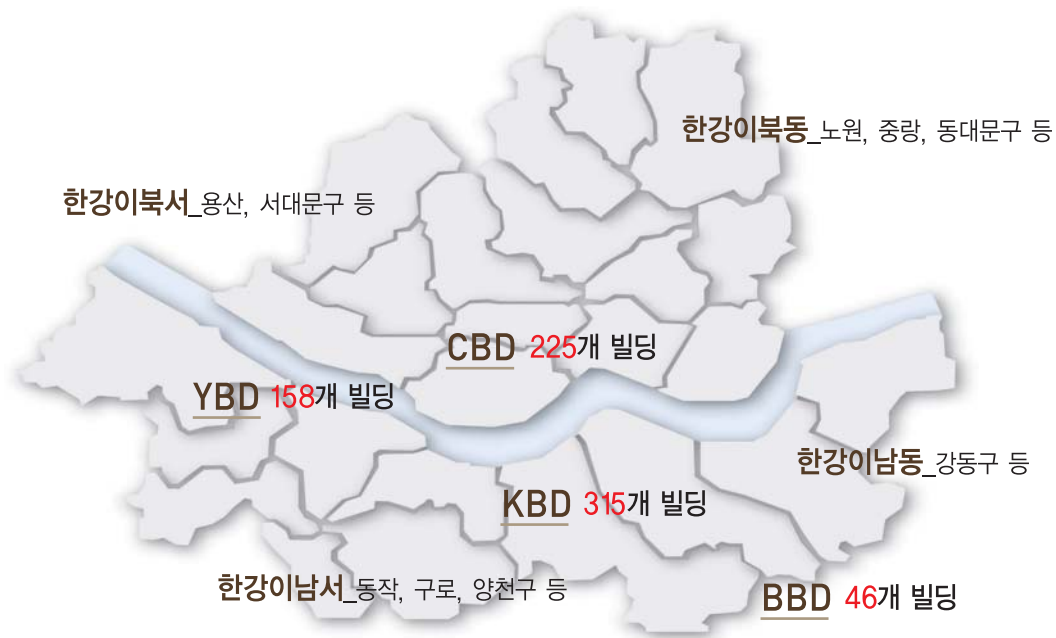 한강이북동_노원, 중랑, 동대문구 등
한강이북서_용산, 서대문구 등
CBD 225개 빌딩
YBD 158개 빌딩
한강이남동_강동구 등
KBD 315개 빌딩
한강이남서_동작, 구로, 양천구 등
BBD 46개 빌딩